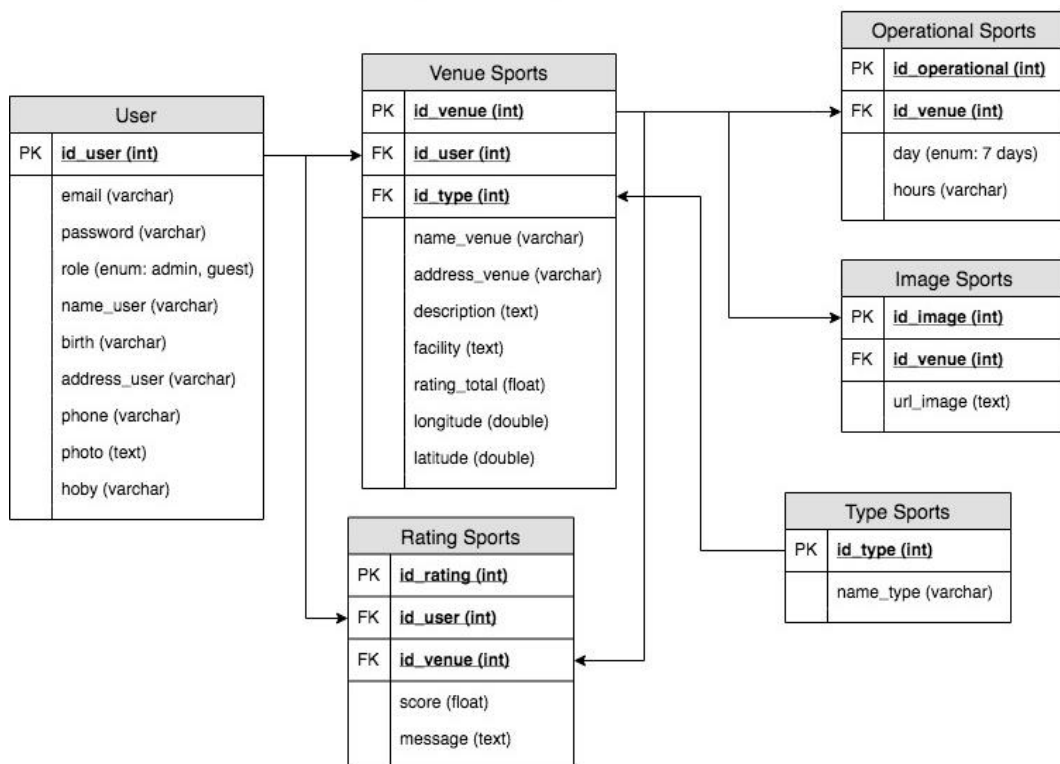 User
PK id_user (int)
email (varchar)
password (varchar)
role (enum: admin, guest)
name_user (varchar)
birth (varchar)
address_user (varchar)
phone (varchar)
photo (text)
hoby (varchar)
Venue Sports
PK id_venue (int)
FK id_user (int)
FK id_type (int)
name_venue (varchar)
address_venue (varchar)
description (text)
facility (text)
rating_total (float)
longitude (double)
latitude (double)
Rating Sports
PK id_rating (int)
FK id_user (int)
FK id_venue (int)
score (float)
message (text)
Operational Sports
PK id_operational (int)
FK id_venue (int)
day (enum: 7 days)
hours (varchar)
Image Sports
PK id_image (int)
FK id_venue (int)
url_image (text)
Type Sports
PK id_type (int)
name_type (varchar)